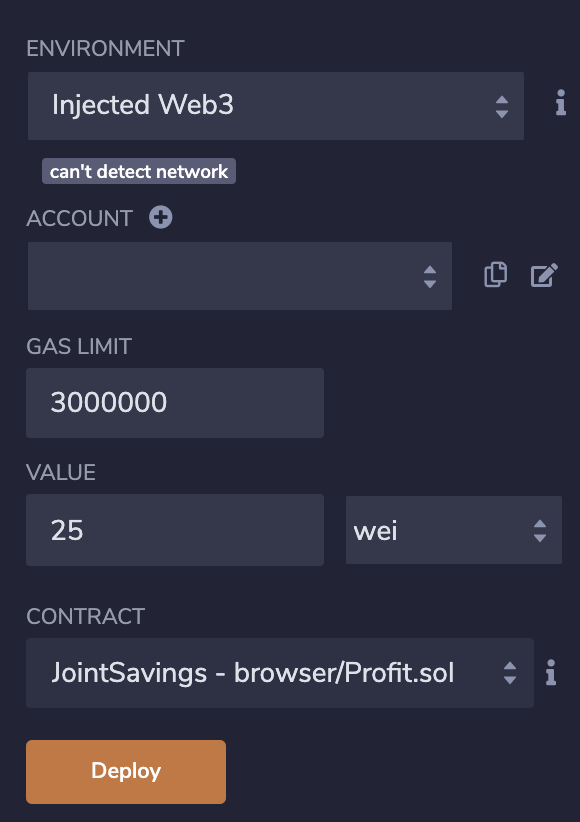 ENVIRONMENT
Injected Web3
can't detect network
ACCOUNT
GAS LIMIT
3000000
VALUE
25 wei
CONTRACT
JointSavings - browser/Profit.sol
Deploy